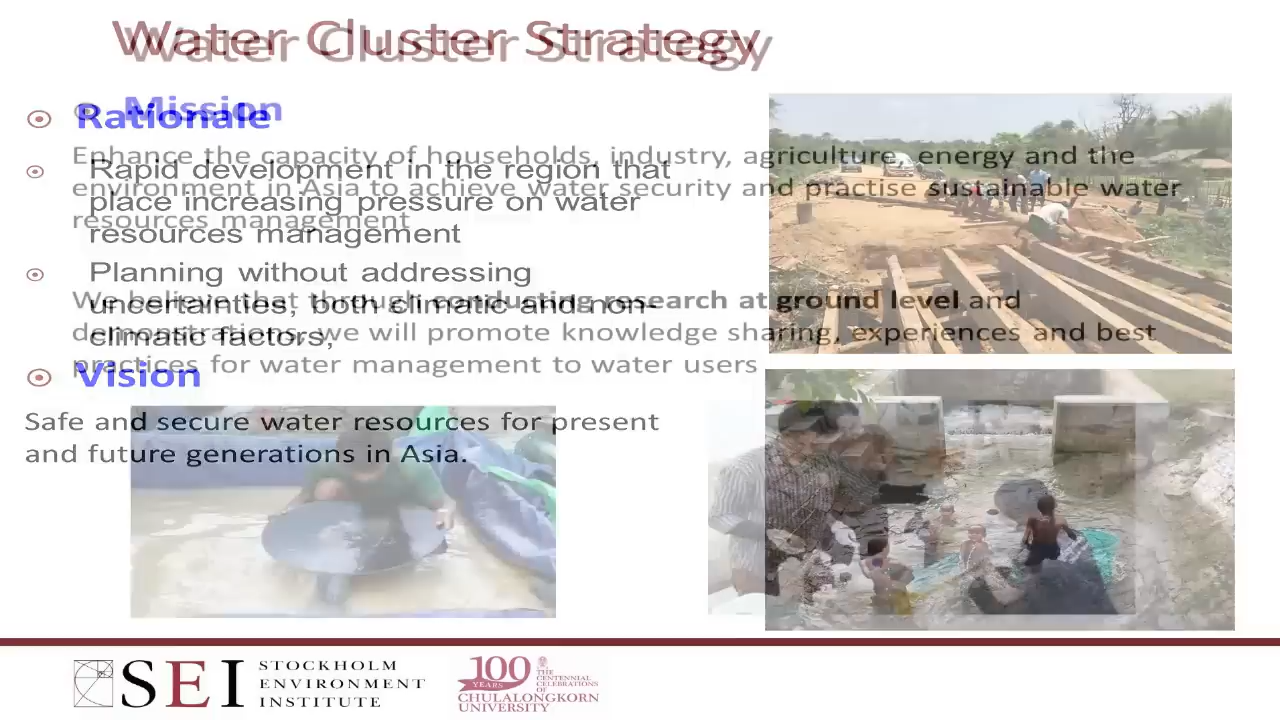 Water Cluster Strategy
Rationale
Rapid development in the region that
place increasing pressure on water
resources management
Planning without addressing
uncertainties, both climatic and non-
climatic factors,
Vision
Safe and secure water resources for present
and future generations in Asia.
Water Cluster Strategy
Mission
Enhance the capacity of households, industry, agriculture, energy and the
environment in Asia to achieve water security and practise sustainable water
resources management
We believe that through conducting research at ground level and
demonstrations, we will promote knowledge sharing, experiences and best
practices for water management to water users
SEI STOCKHOLM
ENVIRONMENT
INSTITUTE
100
YEARS
THE
CENTENNIAL
CELEBRATIONS
OF
CHULALONGKORN
UNIVERSITY